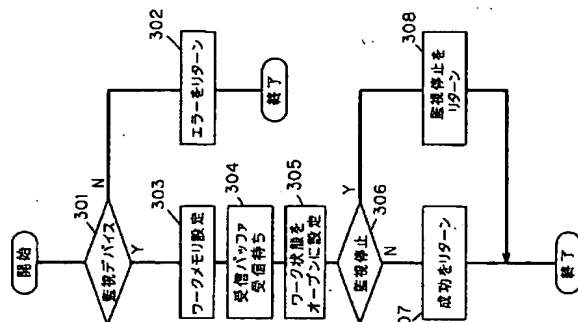 開始
301
監視デバイス
N
302
エラーをリターン
終了
Y
303
ワークメモリ設定
304
受信バッファ
受信待ち
305
ワーク状態を
オープンに設定
306
監視停止
Y
308
監視停止を
リターン
N
07
成功をリターン
終了